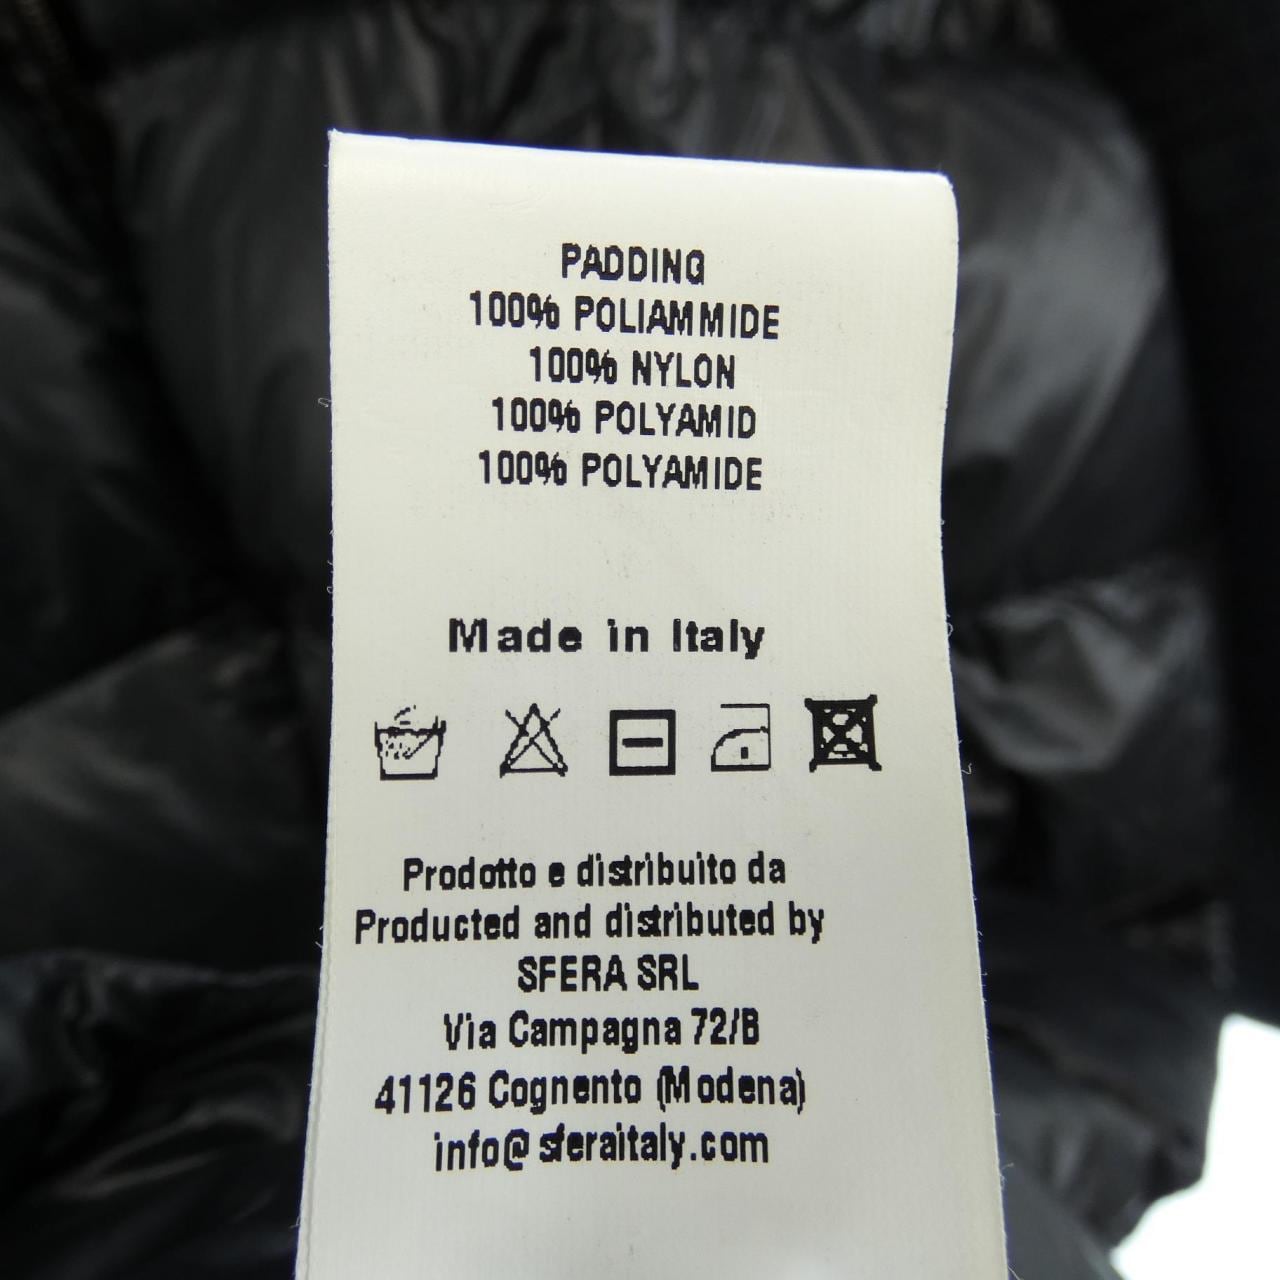 PADDING
100% POLIAMMIDE
100% NYLON
100% POLYAMID
100% POLYAMIDE
Made in Italy
Prodotto e distribuito da
Producted and distributed by
SFERA SRL
Via Campagna 72/B
41126 Cognento (Modena)
info@sferaitaly.com